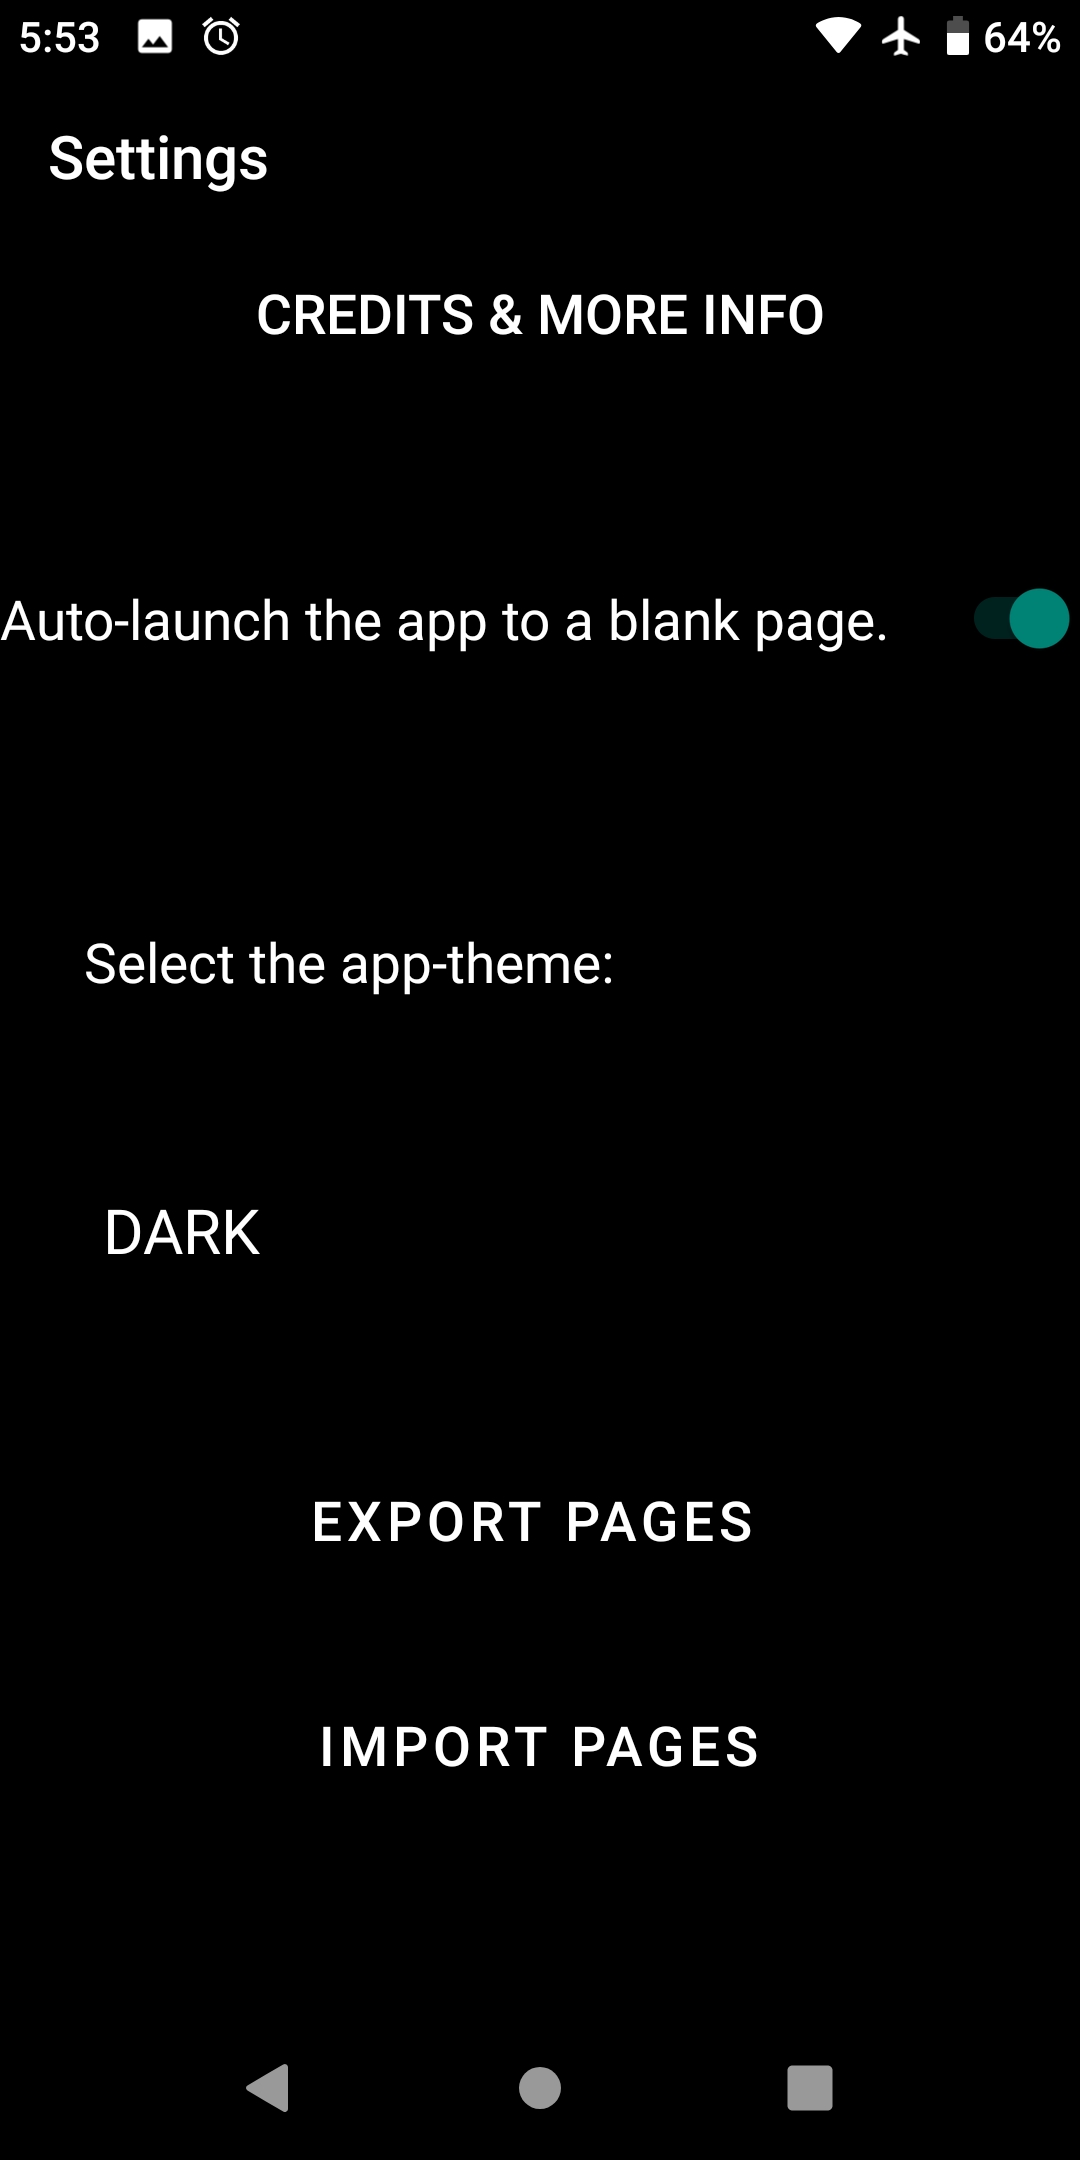 5:53 64%
Settings
CREDITS & MORE INFO
Auto-launch the app to a blank page.
Select the app-theme:
DARK
EXPORT PAGES
IMPORT PAGES